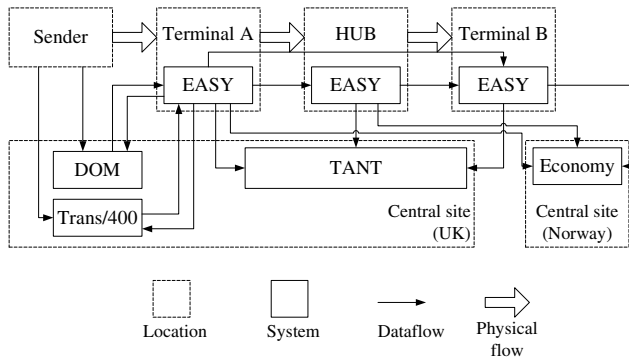 Sender
Terminal A
HUB
Terminal B
EASY
EASY
EASY
DOM
TANT
Economy
Trans/400
Central site
(UK)
Central site
(Norway)
Location
System
Dataflow
Physical
flow